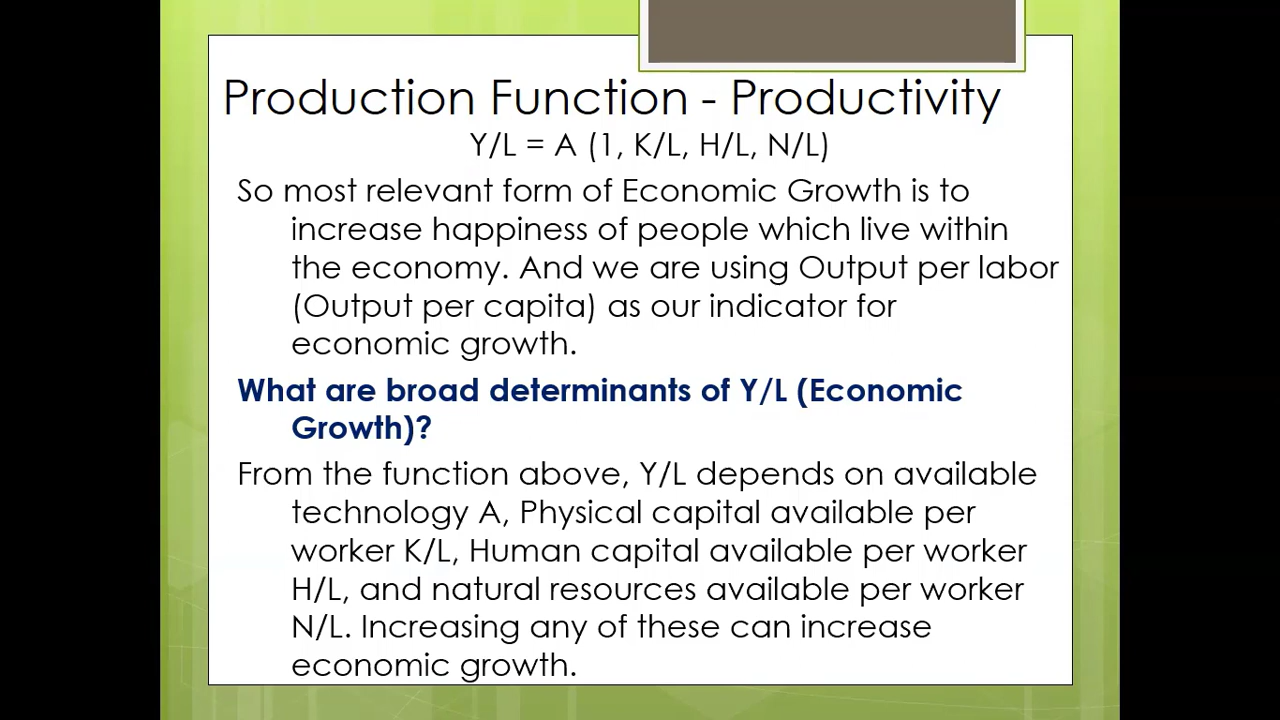 Production Function - Productivity
Y/L = A (1, K/L, H/L, N/L)
So most relevant form of Economic Growth is to
increase happiness of people which live within
the economy. And we are using Output per labor
(Output per capita) as our indicator for
economic growth.
What are broad determinants of Y/L (Economic
Growth)?
From the function above, Y/L depends on available
technology A, Physical capital available per
worker K/L, Human capital available per worker
H/L, and natural resources available per worker
N/L. Increasing any of these can increase
economic growth.